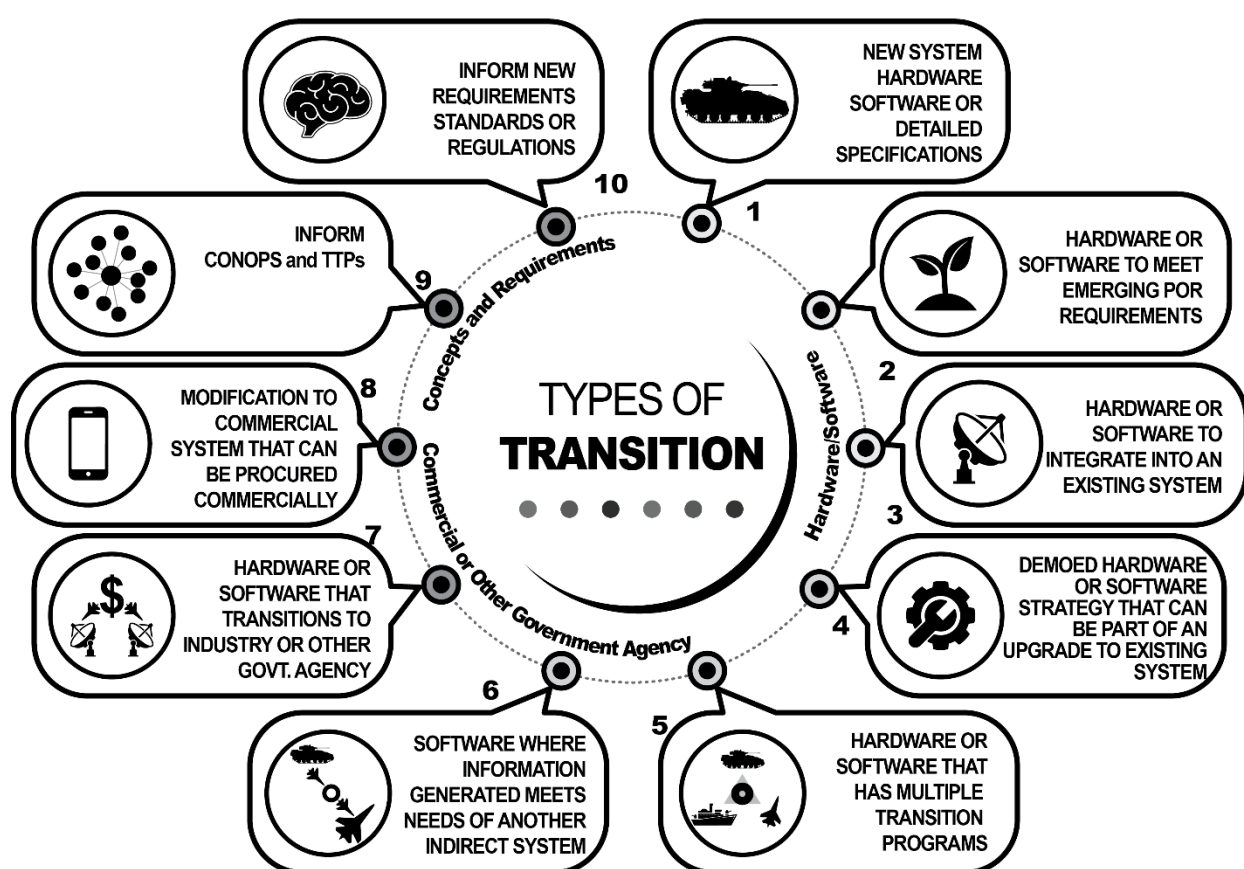 TYPES OF
TRANSITION
1
NEW SYSTEM
HARDWARE
SOFTWARE OR
DETAILED
SPECIFICATIONS
2
HARDWARE OR
SOFTWARE TO MEET
EMERGING POR
REQUIREMENTS
3
HARDWARE OR
SOFTWARE TO
INTEGRATE INTO AN
EXISTING SYSTEM
4
DEMOED HARDWARE
OR SOFTWARE
STRATEGY THAT CAN
BE PART OF AN
UPGRADE TO EXISTING
SYSTEM
5
HARDWARE OR
SOFTWARE THAT
HAS MULTIPLE
TRANSITION
PROGRAMS
6
SOFTWARE WHERE
INFORMATION
GENERATED MEETS
NEEDS OF ANOTHER
INDIRECT SYSTEM
7
$
HARDWARE OR
SOFTWARE THAT
TRANSITIONS TO
INDUSTRY OR OTHER
GOVT. AGENCY
8
MODIFICATION TO
COMMERCIAL
SYSTEM THAT CAN
BE PROCURED
COMMERCIALLY
9
INFORM
CONOPS and TTPs
10
INFORM NEW
REQUIREMENTS
STANDARDS OR
REGULATIONS
Hardware/Software
Commercial or Other Government Agency
Concepts and Requirements